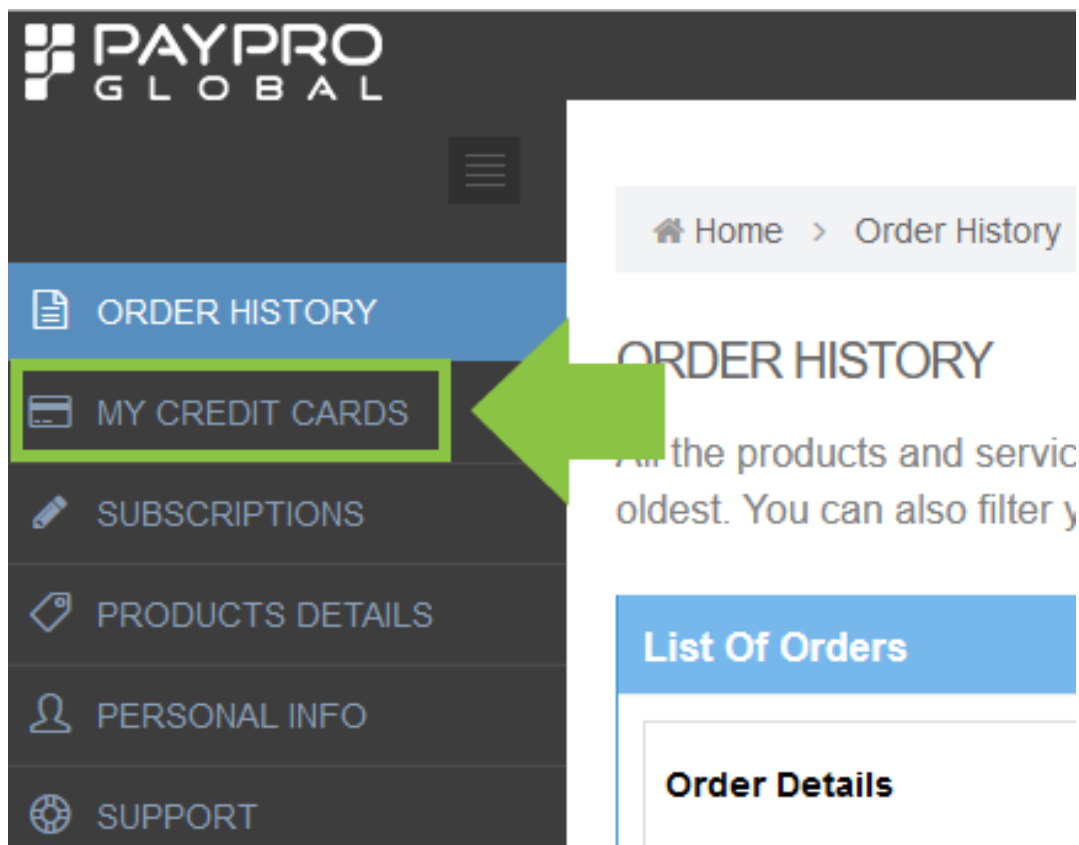 PAYPRO
GLOBAL
Home > Order History
ORDER HISTORY
MY CREDIT CARDS
SUBSCRIPTIONS
PRODUCTS DETAILS
PERSONAL INFO
SUPPORT
ORDER HISTORY
All the products and servic
oldest. You can also filter y
List Of Orders
Order Details